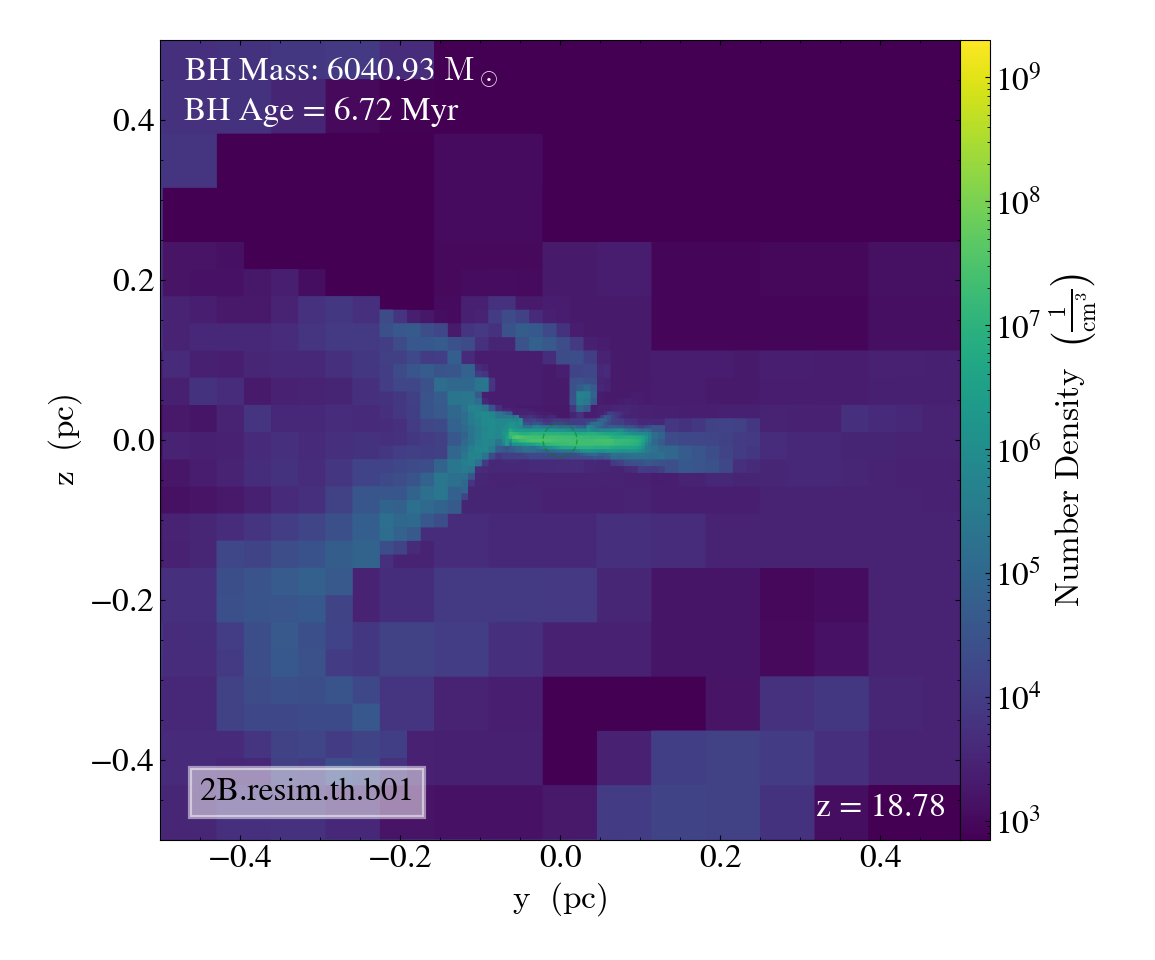 BH Mass: 6040.93 M⊙
BH Age = 6.72 Myr
0.4
0.2
0.0
−0.2
−0.4
z (pc)
2B.resim.th.b01
z = 18.78
−0.4 −0.2 0.0 0.2 0.4
y (pc)
10⁹
10⁸
10⁷
10⁶
10⁵
10⁴
10³
Number Density (1/cm³)